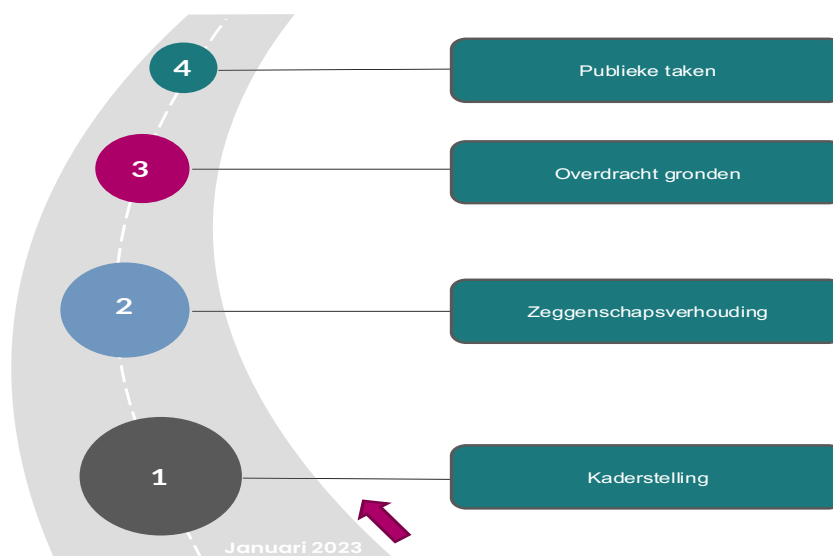 4
Publieke taken
3
Overdracht gronden
2
Zeggenschapsverhouding
1
Kaderstelling
Januari 2023